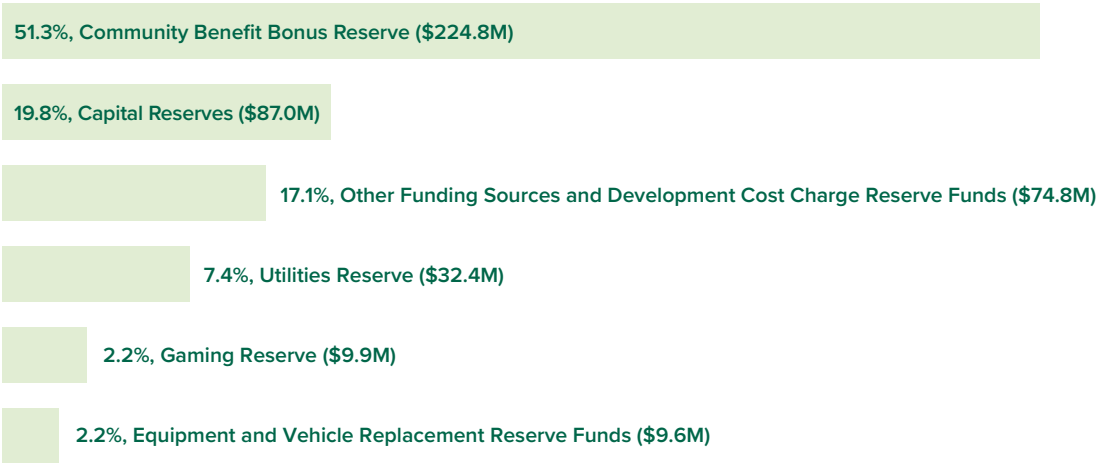 51.3%, Community Benefit Bonus Reserve ($224.8M)
19.8%, Capital Reserves ($87.0M)
17.1%, Other Funding Sources and Development Cost Charge Reserve Funds ($74.8M)
7.4%, Utilities Reserve ($32.4M)
2.2%, Gaming Reserve ($9.9M)
2.2%, Equipment and Vehicle Replacement Reserve Funds ($9.6M)